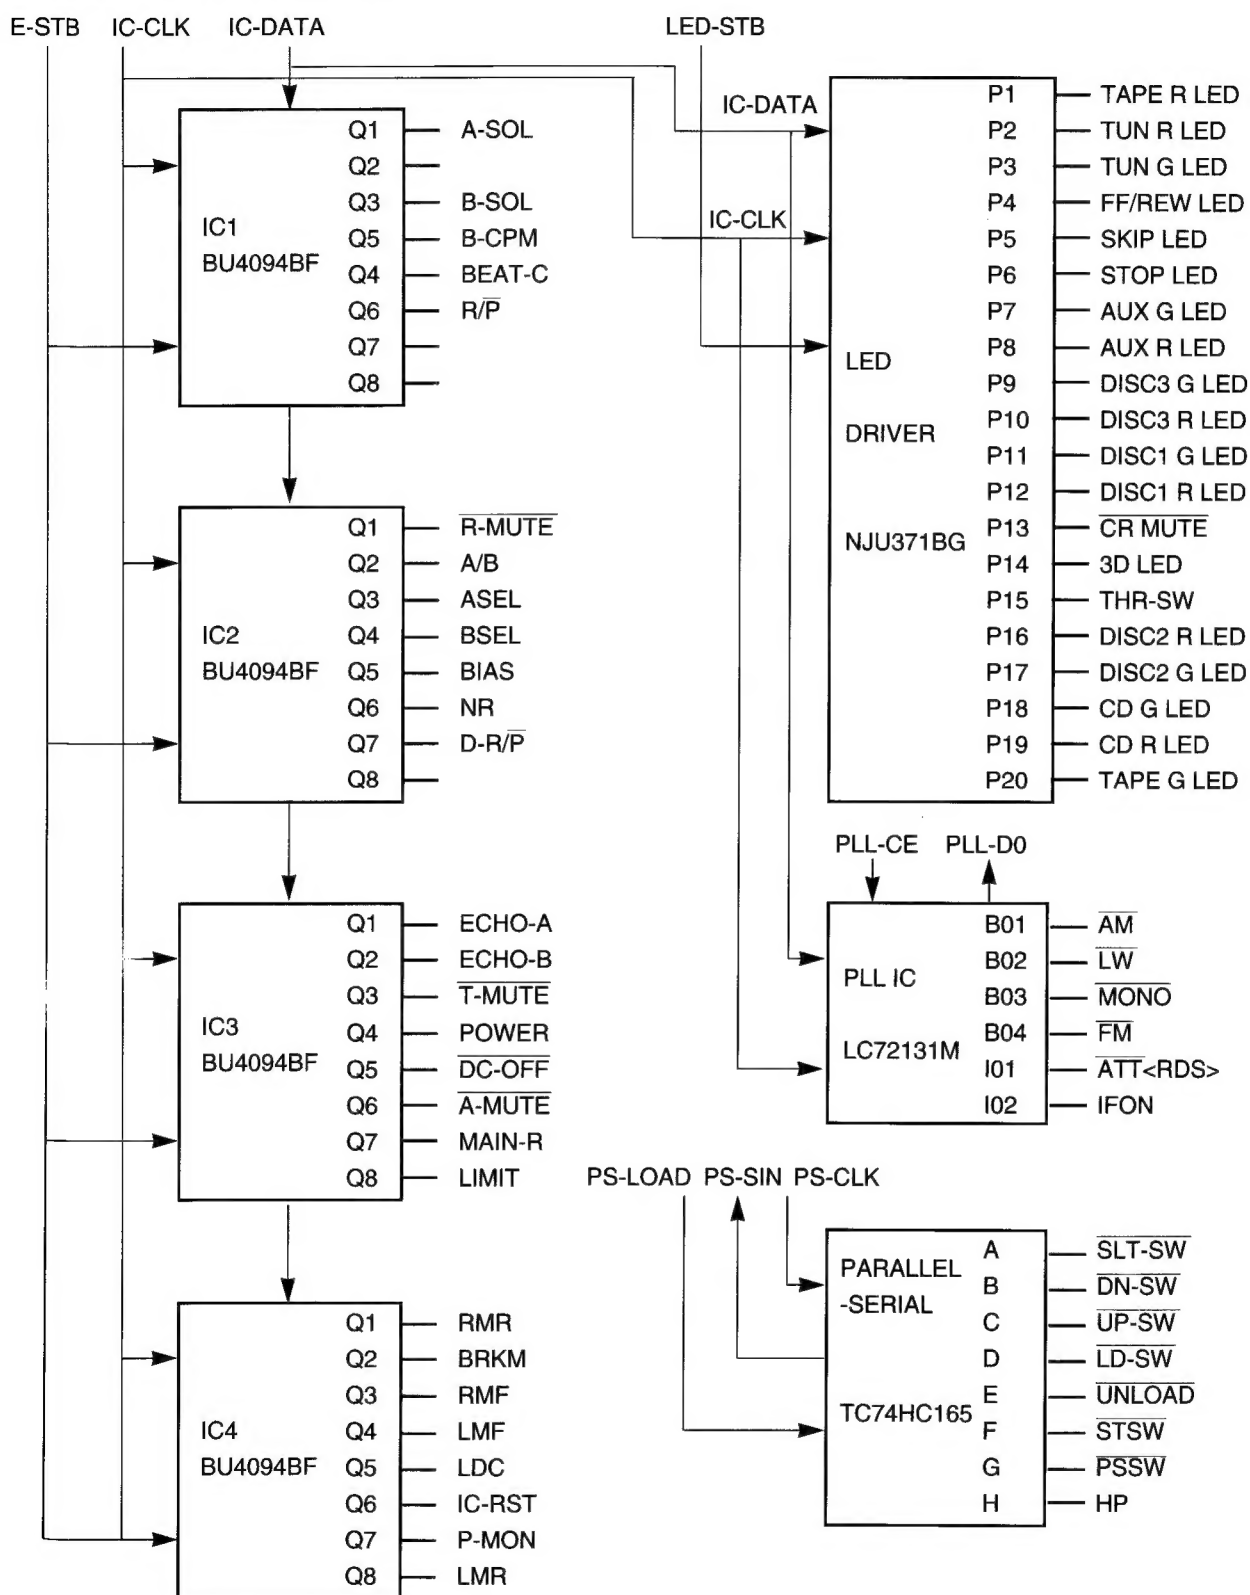 E-STB IC-CLK IC-DATA LED-STB
IC-DATA
IC-CLK
IC1
BU4094BF
Q1 A-SOL
Q2
Q3 B-SOL
Q5 B-CPM
Q4 BEAT-C
Q6 R/P̅
Q7
Q8
IC2
BU4094BF
Q1 R-MUTE
Q2 A/B
Q3 ASEL
Q4 BSEL
Q5 BIAS
Q6 NR
Q7 D-R/P̅
Q8
IC3
BU4094BF
Q1 ECHO-A
Q2 ECHO-B
Q3 T-MUTE
Q4 POWER
Q5 DC-OFF
Q6 A-MUTE
Q7 MAIN-R
Q8 LIMIT
IC4
BU4094BF
Q1 RMR
Q2 BRKM
Q3 RMF
Q4 LMF
Q5 LDC
Q6 IC-RST
Q7 P-MON
Q8 LMR
LED
DRIVER
NJU371BG
P1 TAPE R LED
P2 TUN R LED
P3 TUN G LED
P4 FF/REW LED
P5 SKIP LED
P6 STOP LED
P7 AUX G LED
P8 AUX R LED
P9 DISC3 G LED
P10 DISC3 R LED
P11 DISC1 G LED
P12 DISC1 R LED
P13 CR MUTE
P14 3D LED
P15 THR-SW
P16 DISC2 R LED
P17 DISC2 G LED
P18 CD G LED
P19 CD R LED
P20 TAPE G LED
PLL-CE PLL-D0
PLL IC
LC72131M
B01 AM
B02 LW
B03 MONO
B04 FM
I01 ATT<RDS>
I02 IFON
PS-LOAD PS-SIN PS-CLK
PARALLEL
-SERIAL
TC74HC165
A SLT-SW
B DN-SW
C UP-SW
D LD-SW
E UNLOAD
F STSW
G PSSW
H HP